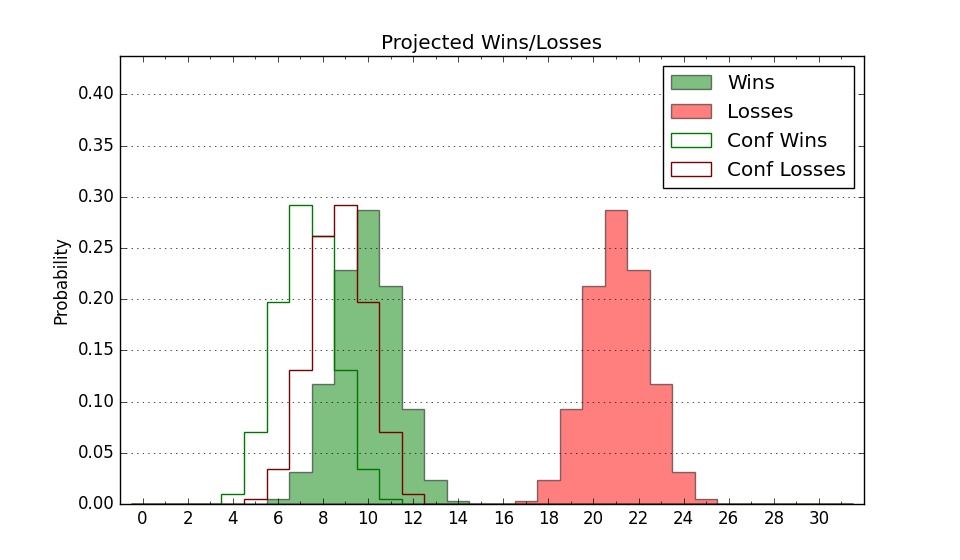 Projected Wins/Losses
Wins
Losses
Conf Wins
Conf Losses
Probability
0.40
0.35
0.30
0.25
0.20
0.15
0.10
0.05
0.00
0 2 4 6 8 10 12 14 16 18 20 22 24 26 28 30